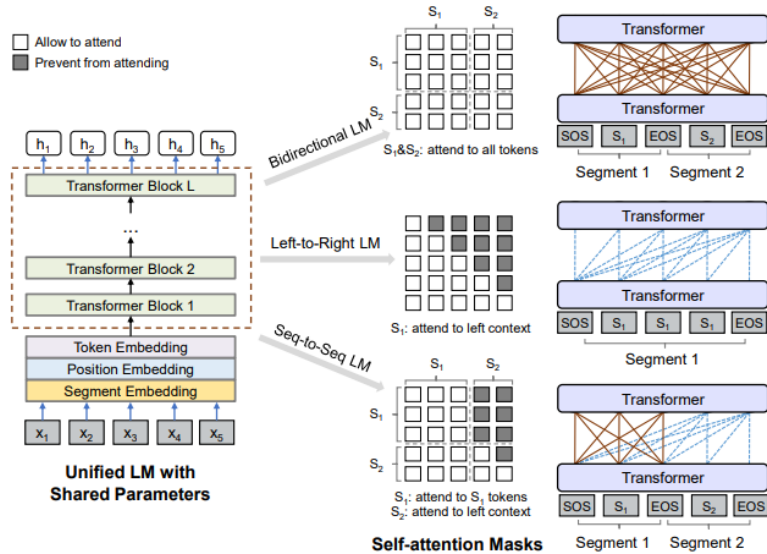 Allow to attend
Prevent from attending
h1 h2 h3 h4 h5
Transformer Block L
...
Transformer Block 2
Transformer Block 1
Token Embedding
Position Embedding
Segment Embedding
x1 x2 x3 x4 x5
Unified LM with
Shared Parameters
Bidirectional LM
Left-to-Right LM
Seq-to-Seq LM
S1 S2
S1
S2
S1&S2: attend to all tokens
Transformer
Transformer
SOS S1 EOS S2 EOS
Segment 1 Segment 2
S1: attend to left context
Transformer
Transformer
SOS S1 S1 S1 EOS
Segment 1
S1 S2
S1
S2
S1: attend to S1 tokens
S2: attend to left context
Transformer
Transformer
SOS S1 EOS S2 EOS
Segment 1 Segment 2
Self-attention Masks